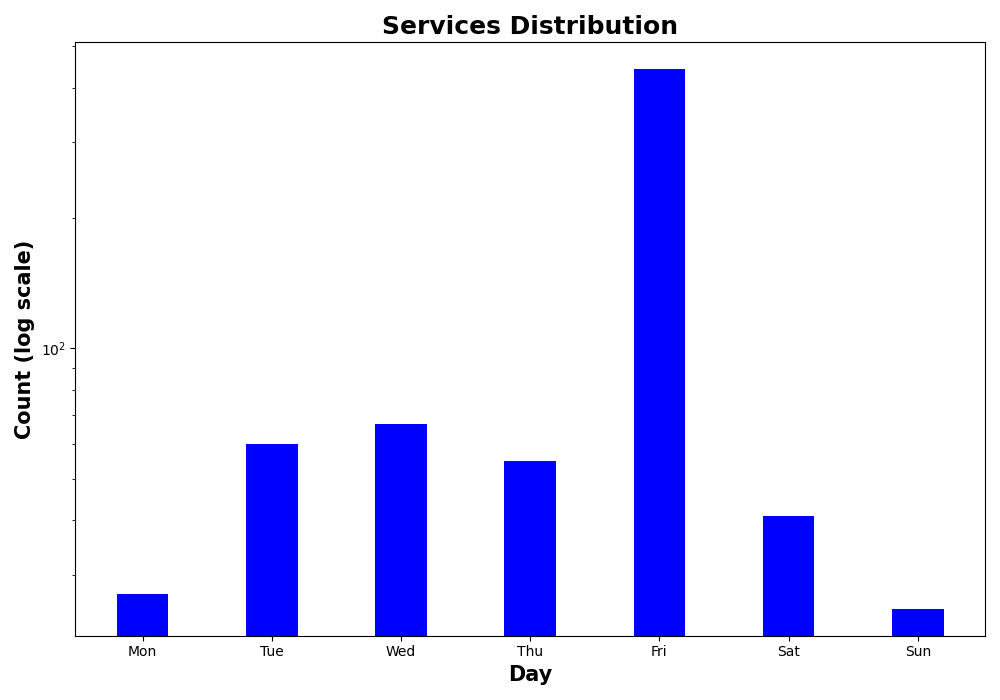 Services Distribution
Count (log scale)
10²
Mon Tue Wed Thu Fri Sat Sun
Day